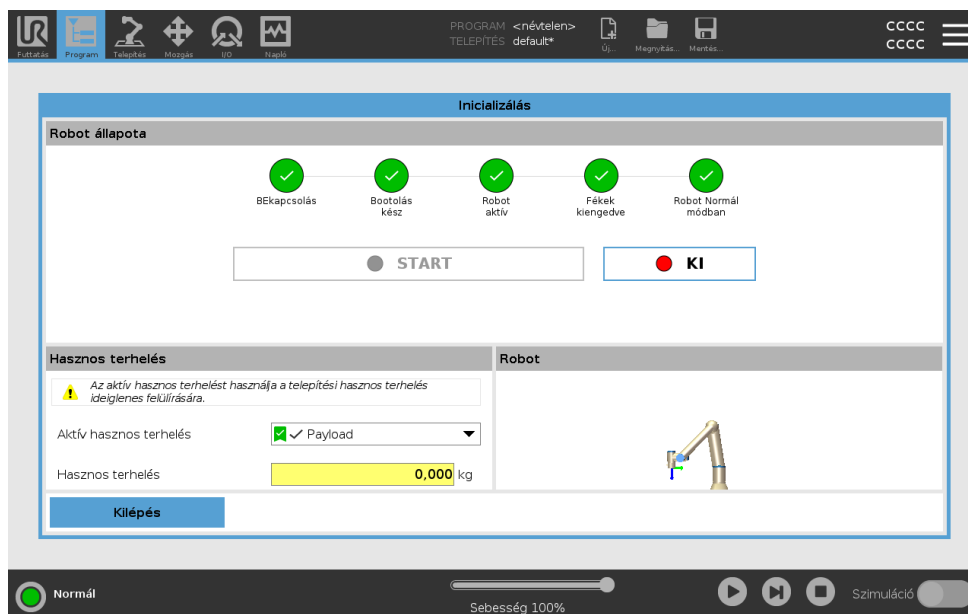 UR
PROGRAM <névtelen>
TELEPÍTÉS default*
CCCC
CCCC
Futtatás Program Telepítés Mozgás I/O Napló
Új... Megnyitás... Mentés...
Inicializálás
Robot állapota
BEkapcsolás
Bootolás
kész
Robot
aktív
Fékek
kiengedve
Robot Normál
módban
START
KI
Hasznos terhelés
Robot
Az aktív hasznos terhelést használja a telepítési hasznos terhelés
ideiglenes felülírására.
Aktív hasznos terhelés
Payload
Hasznos terhelés
0,000 kg
Kilépés
Normál
Sebesség 100%
Szimuláció